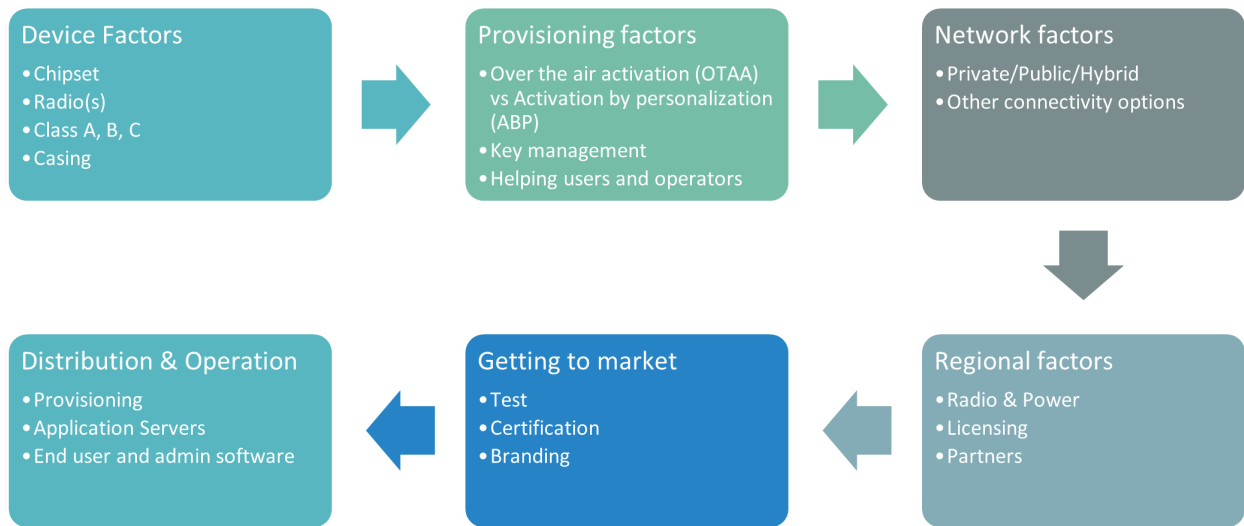 Device Factors
•Chipset
•Radio(s)
•Class A, B, C
•Casing
Provisioning factors
•Over the air activation (OTAA)
vs Activation by personalization
(ABP)
•Key management
•Helping users and operators
Network factors
•Private/Public/Hybrid
•Other connectivity options
Regional factors
•Radio & Power
•Licensing
•Partners
Getting to market
•Test
•Certification
•Branding
Distribution & Operation
•Provisioning
•Application Servers
•End user and admin software